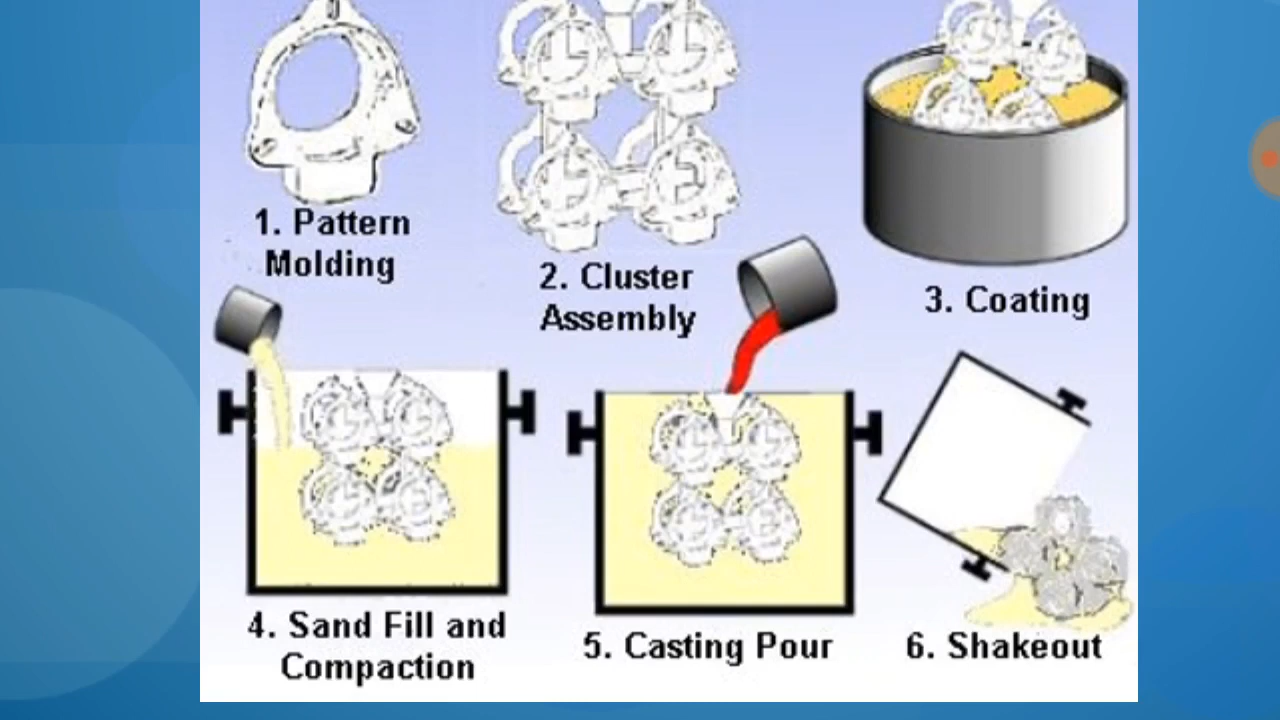 1. Pattern
Molding
2. Cluster
Assembly
3. Coating
4. Sand Fill and
Compaction
5. Casting Pour
6. Shakeout